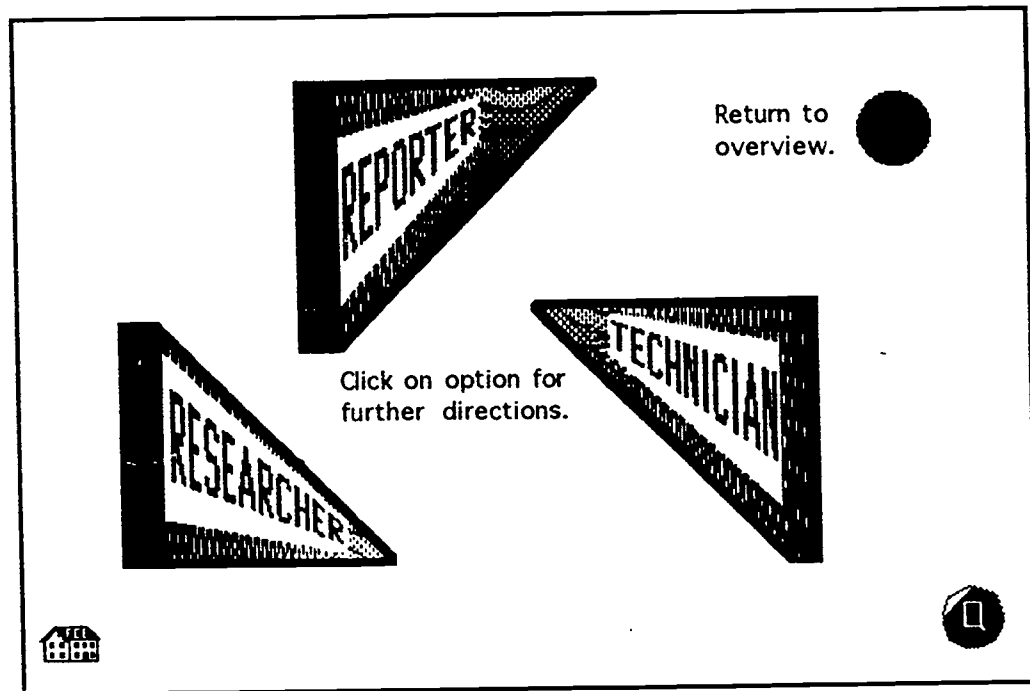 REPORTER
Return to
overview.
TECHNICIAN
Click on option for
further directions.
RESEARCHER